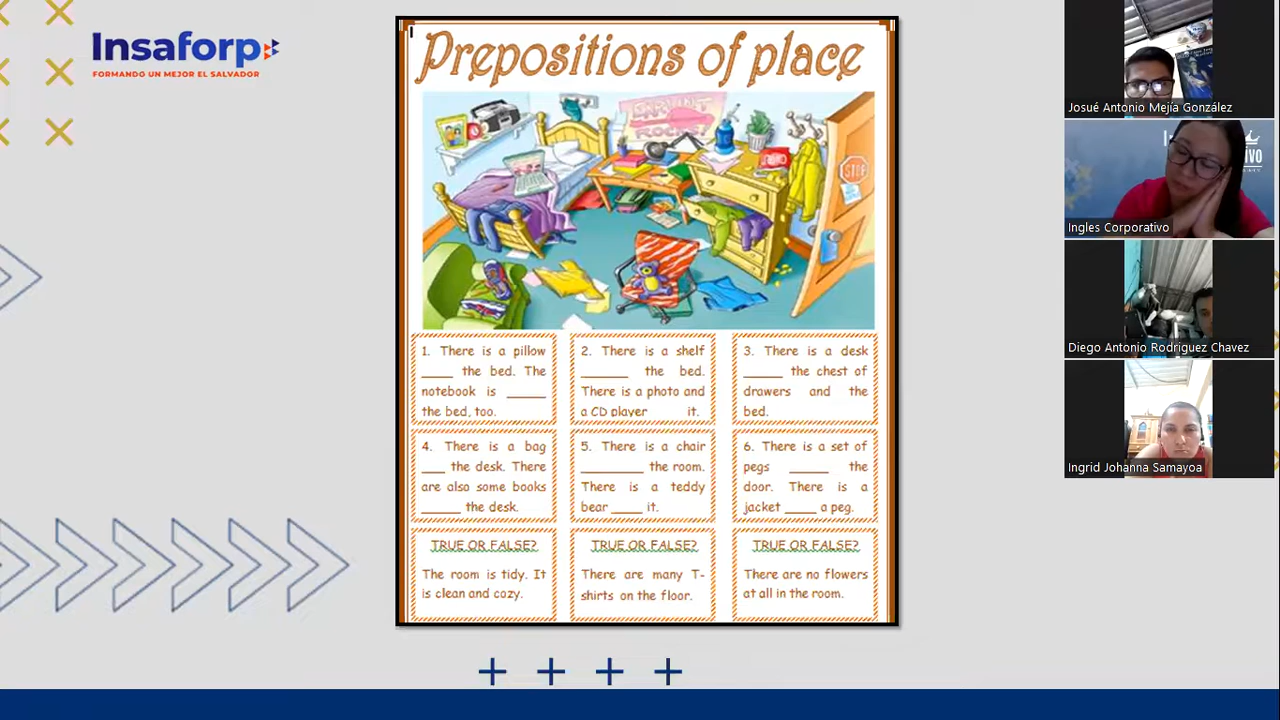 Insaforp
FORMANDO UN MEJOR EL SALVADOR
Prepositions of place
ROCKS!
STOP
1. There is a pillow
____ the bed. The
notebook is _____
the bed, too.
2. There is a shelf
______ the bed.
There is a photo and
a CD player it.
3. There is a desk
_____ the chest of
drawers and the
bed.
4. There is a bag
___ the desk. There
are also some books
_____ the desk.
5. There is a chair
________ the room.
There is a teddy
bear ____ it.
6. There is a set of
pegs _____ the
door. There is a
jacket ____ a peg.
TRUE OR FALSE?
The room is tidy. It
is clean and cozy.
TRUE OR FALSE?
There are many T-
shirts on the floor.
TRUE OR FALSE?
There are no flowers
at all in the room.
Josué Antonio Mejía González
Ingles Corporativo
Diego Antonio Rodriguez Chavez
Ingrid Johanna Samayoa